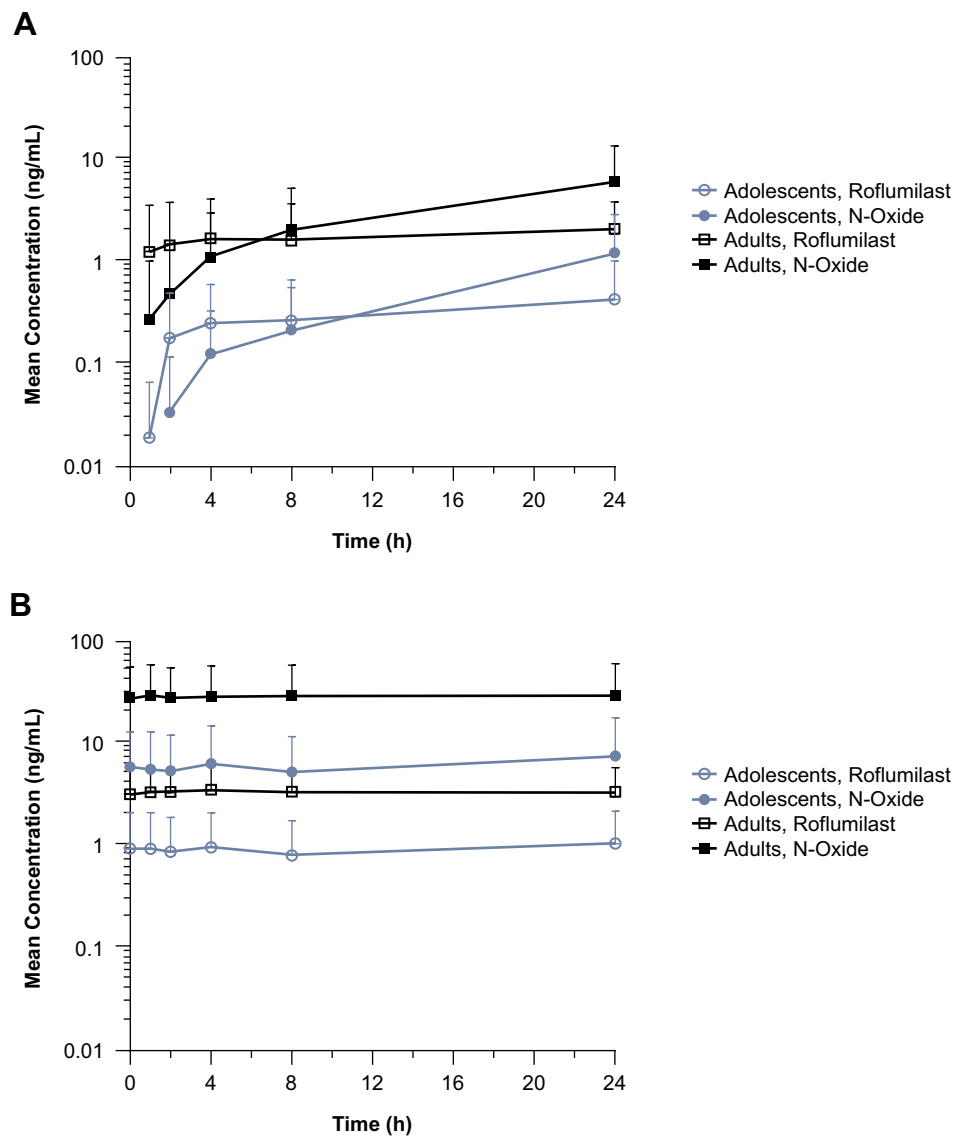 A
100
10
1
0.1
0.01
Mean Concentration (ng/mL)
0 4 8 12 16 20 24
Time (h)
Adolescents, Roflumilast
Adolescents, N-Oxide
Adults, Roflumilast
Adults, N-Oxide
B
100
10
1
0.1
0.01
Mean Concentration (ng/mL)
0 4 8 12 16 20 24
Time (h)
Adolescents, Roflumilast
Adolescents, N-Oxide
Adults, Roflumilast
Adults, N-Oxide